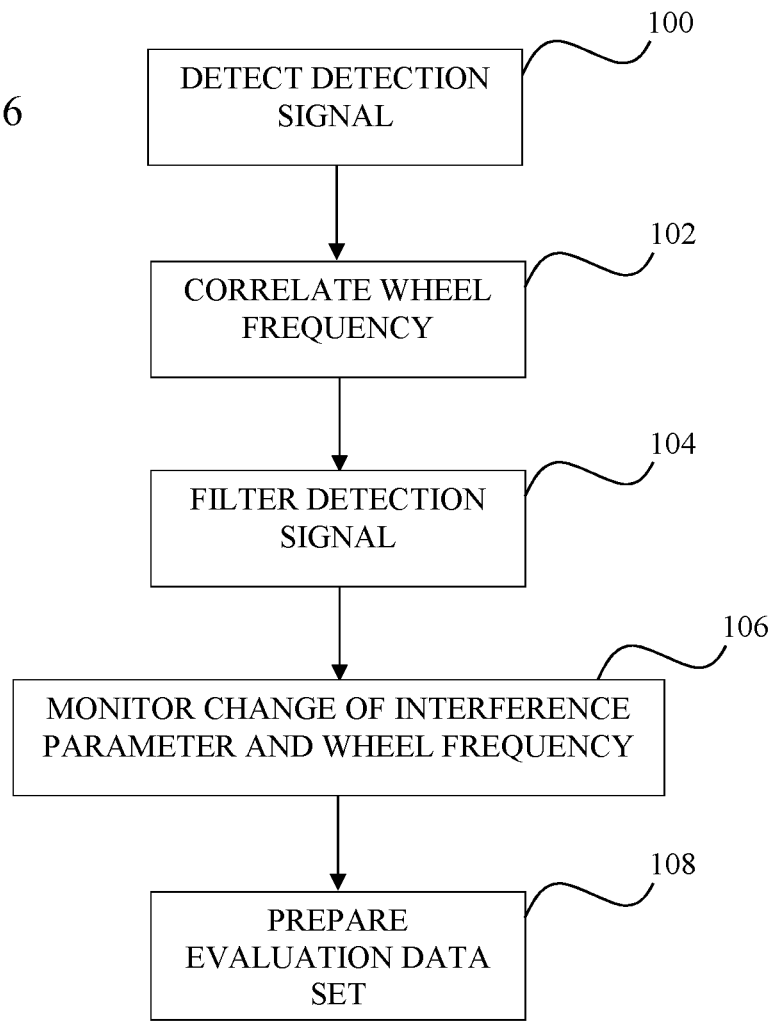 100
DETECT DETECTION
SIGNAL
6
102
CORRELATE WHEEL
FREQUENCY
104
FILTER DETECTION
SIGNAL
106
MONITOR CHANGE OF INTERFERENCE
PARAMETER AND WHEEL FREQUENCY
108
PREPARE
EVALUATION DATA
SET